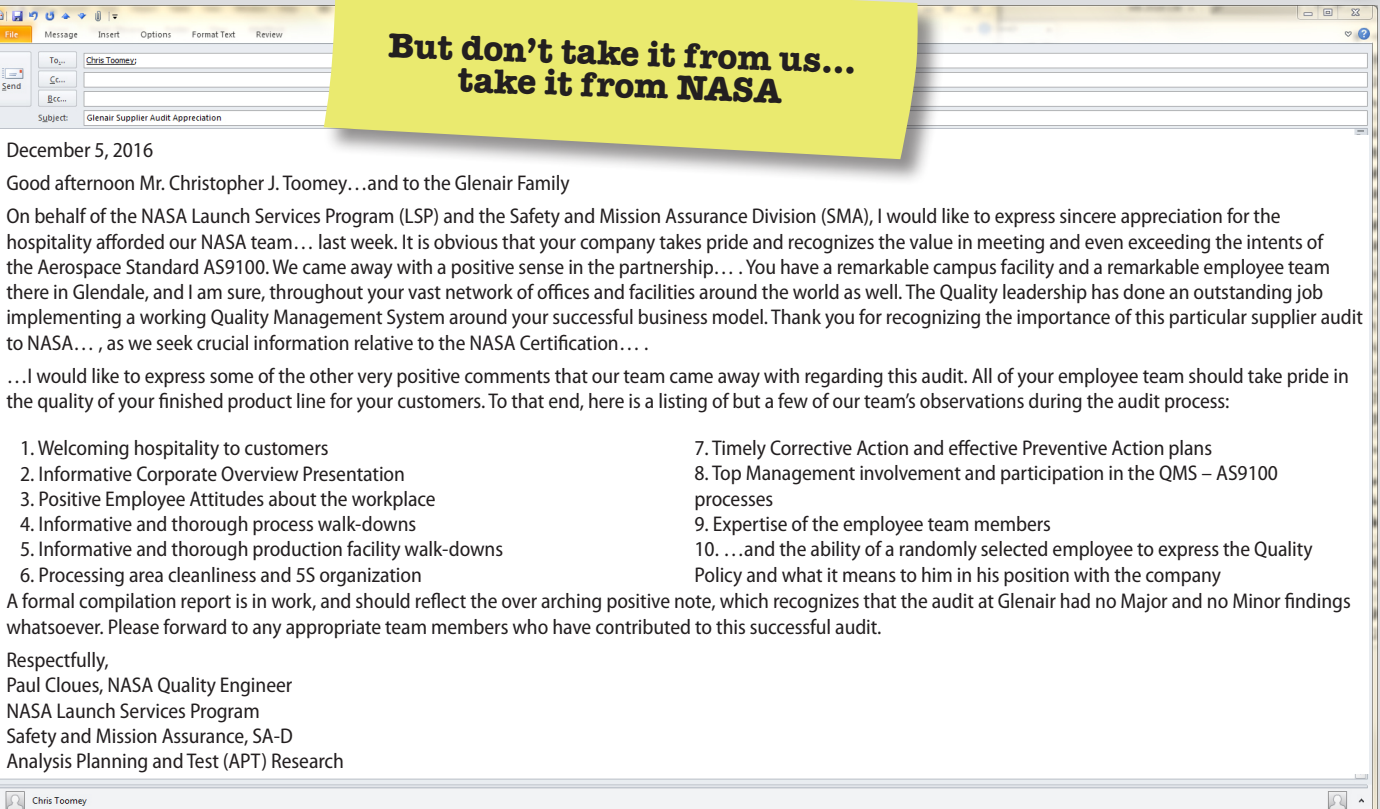 File Message Insert Options Format Text Review
But don't take it from us...
take it from NASA
Send
To... Chris Toomey;
Cc...
Bcc...
Subject: Glenair Supplier Audit Appreciation
December 5, 2016
Good afternoon Mr. Christopher J. Toomey…and to the Glenair Family
On behalf of the NASA Launch Services Program (LSP) and the Safety and Mission Assurance Division (SMA), I would like to express sincere appreciation for the
hospitality afforded our NASA team… last week. It is obvious that your company takes pride and recognizes the value in meeting and even exceeding the intents of
the Aerospace Standard AS9100. We came away with a positive sense in the partnership… . You have a remarkable campus facility and a remarkable employee team
there in Glendale, and I am sure, throughout your vast network of offices and facilities around the world as well. The Quality leadership has done an outstanding job
implementing a working Quality Management System around your successful business model. Thank you for recognizing the importance of this particular supplier audit
to NASA… , as we seek crucial information relative to the NASA Certification… .
…I would like to express some of the other very positive comments that our team came away with regarding this audit. All of your employee team should take pride in
the quality of your finished product line for your customers. To that end, here is a listing of but a few of our team's observations during the audit process:
1. Welcoming hospitality to customers
2. Informative Corporate Overview Presentation
3. Positive Employee Attitudes about the workplace
4. Informative and thorough process walk-downs
5. Informative and thorough production facility walk-downs
6. Processing area cleanliness and 5S organization
7. Timely Corrective Action and effective Preventive Action plans
8. Top Management involvement and participation in the QMS – AS9100
processes
9. Expertise of the employee team members
10. …and the ability of a randomly selected employee to express the Quality
Policy and what it means to him in his position with the company
A formal compilation report is in work, and should reflect the over arching positive note, which recognizes that the audit at Glenair had no Major and no Minor findings
whatsoever. Please forward to any appropriate team members who have contributed to this successful audit.
Respectfully,
Paul Cloues, NASA Quality Engineer
NASA Launch Services Program
Safety and Mission Assurance, SA-D
Analysis Planning and Test (APT) Research
Chris Toomey